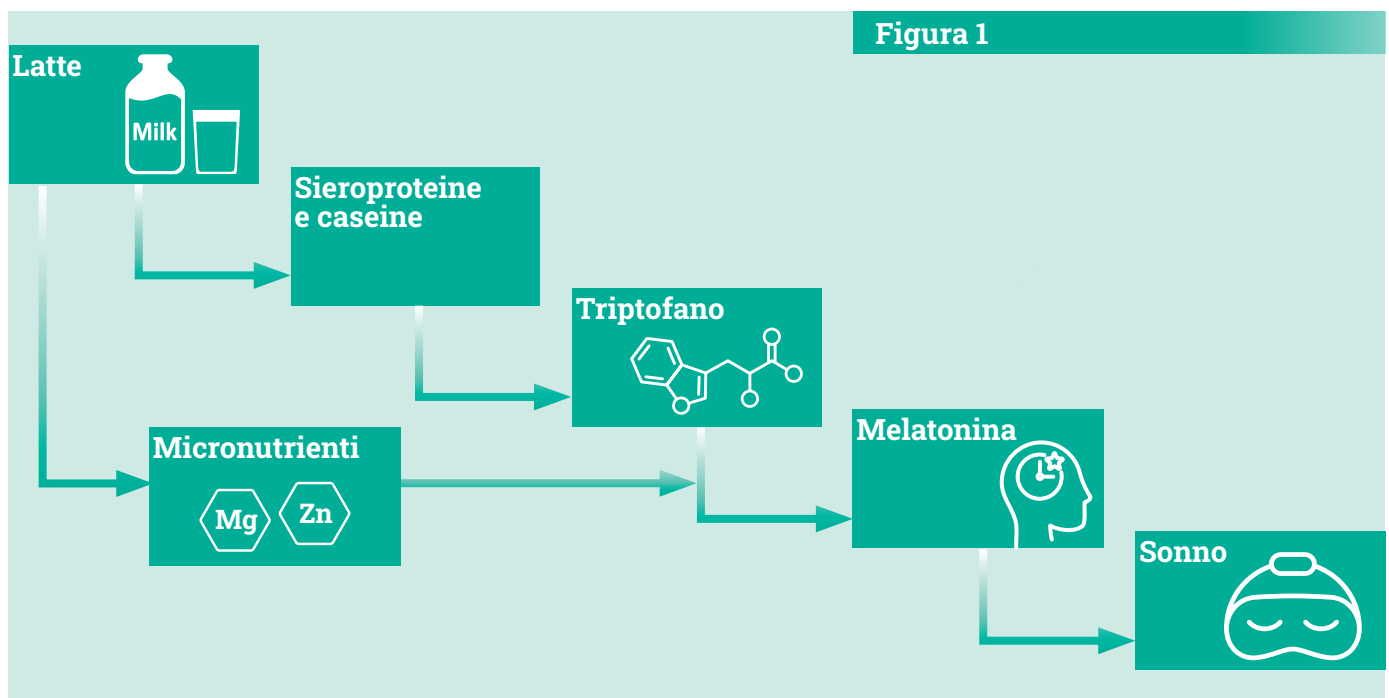 Figura 1
Latte
Milk
Sieroproteine
e caseine
Triptofano
Micronutrienti
Mg
Zn
Melatonina
Sonno